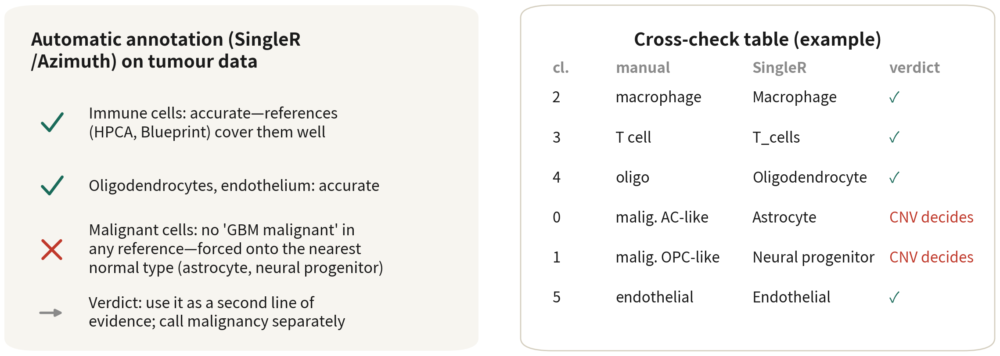 Automatic annotation (SingleR
/Azimuth) on tumour data
Immune cells: accurate—references
(HPCA, Blueprint) cover them well
Oligodendrocytes, endothelium: accurate
Malignant cells: no 'GBM malignant' in
any reference—forced onto the nearest
normal type (astrocyte, neural progenitor)
Verdict: use it as a second line of
evidence; call malignancy separately
Cross-check table (example)
cl. manual SingleR verdict
2 macrophage Macrophage ✓
3 T cell T_cells ✓
4 oligo Oligodendrocyte ✓
0 malig. AC-like Astrocyte CNV decides
1 malig. OPC-like Neural progenitor CNV decides
5 endothelial Endothelial ✓